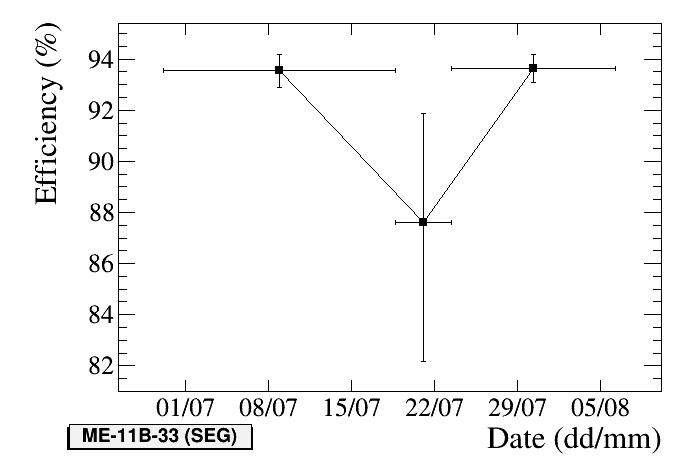 Efficiency (%)
94
92
90
88
86
84
82
01/07 08/07 15/07 22/07 29/07 05/08
ME-11B-33 (SEG)
Date (dd/mm)